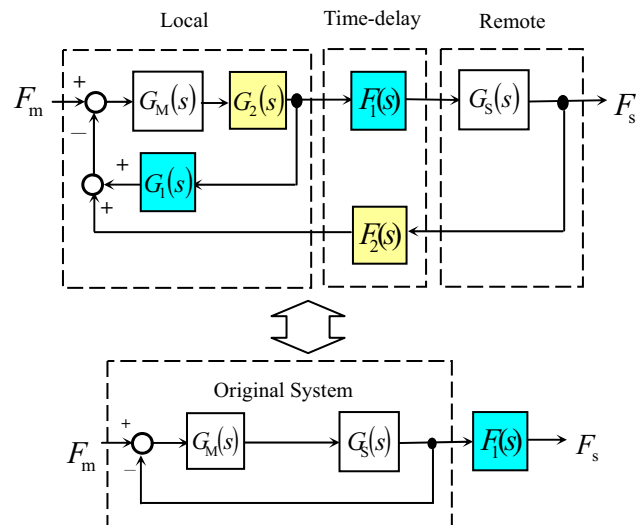 Local Time-delay Remote
+ F_m G_M(s) G_2(s) F_1(s) G_S(s) F_s
−
+ G_1(s)
+
F_2(s)
Original System
+ F_m G_M(s) G_S(s) F_1(s) F_s
−